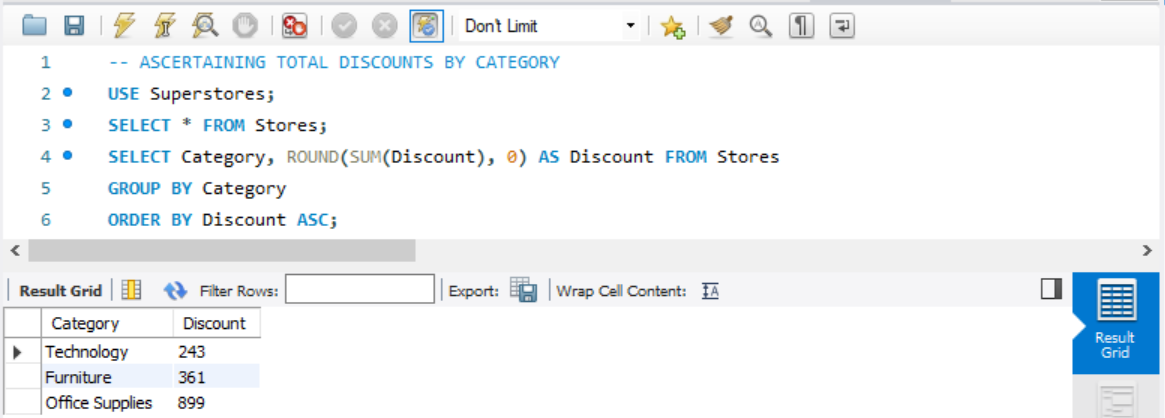 Don't Limit
1 -- ASCERTAINING TOTAL DISCOUNTS BY CATEGORY
2 USE Superstores;
3 SELECT * FROM Stores;
4 SELECT Category, ROUND(SUM(Discount), 0) AS Discount FROM Stores
5 GROUP BY Category
6 ORDER BY Discount ASC;
Result Grid Filter Rows: Export: Wrap Cell Content: IA
Category Discount
Technology 243
Furniture 361
Office Supplies 899
Result
Grid